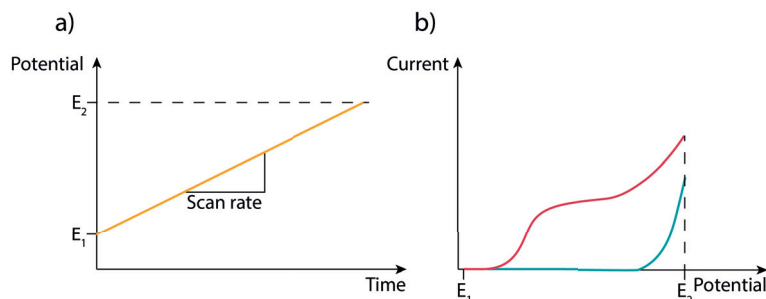 a)
Potential
E₂
E₁
Scan rate
Time
b)
Current
E₁
E₂
Potential